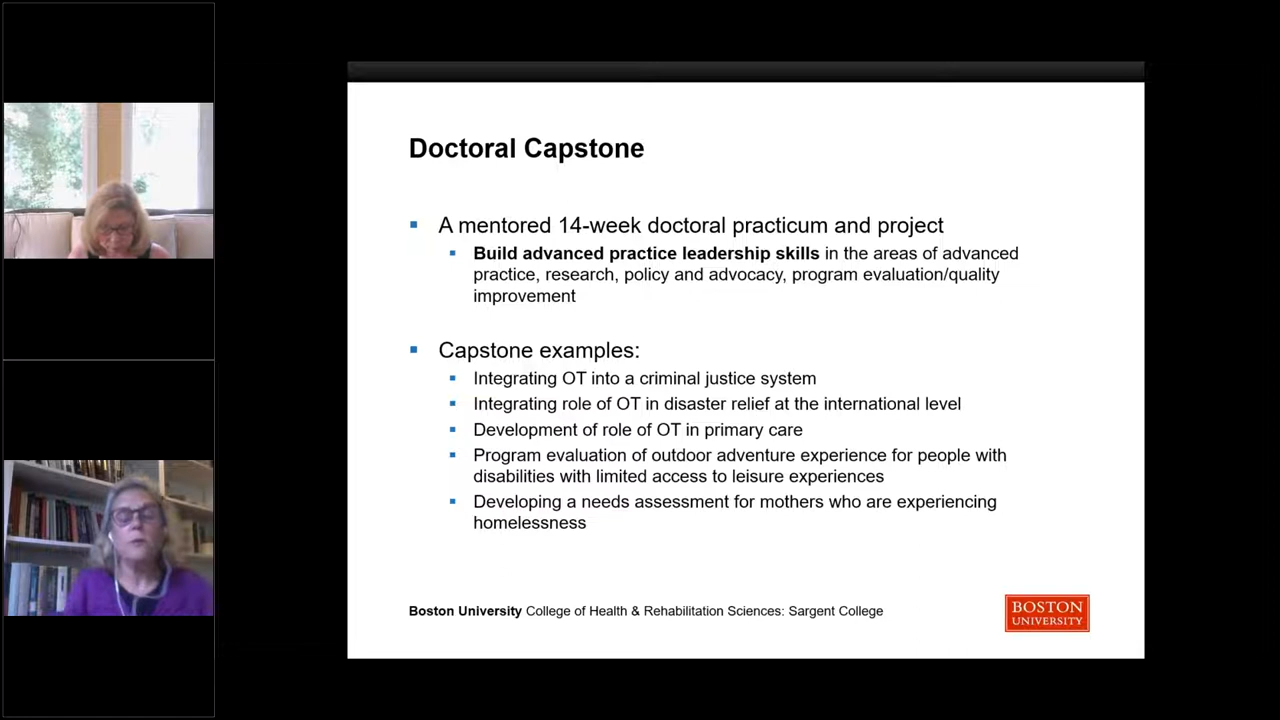 Doctoral Capstone
A mentored 14-week doctoral practicum and project
Build advanced practice leadership skills in the areas of advanced
practice, research, policy and advocacy, program evaluation/quality
improvement
Capstone examples:
Integrating OT into a criminal justice system
Integrating role of OT in disaster relief at the international level
Development of role of OT in primary care
Program evaluation of outdoor adventure experience for people with
disabilities with limited access to leisure experiences
Developing a needs assessment for mothers who are experiencing
homelessness
Boston University College of Health & Rehabilitation Sciences: Sargent College
BOSTON
UNIVERSITY